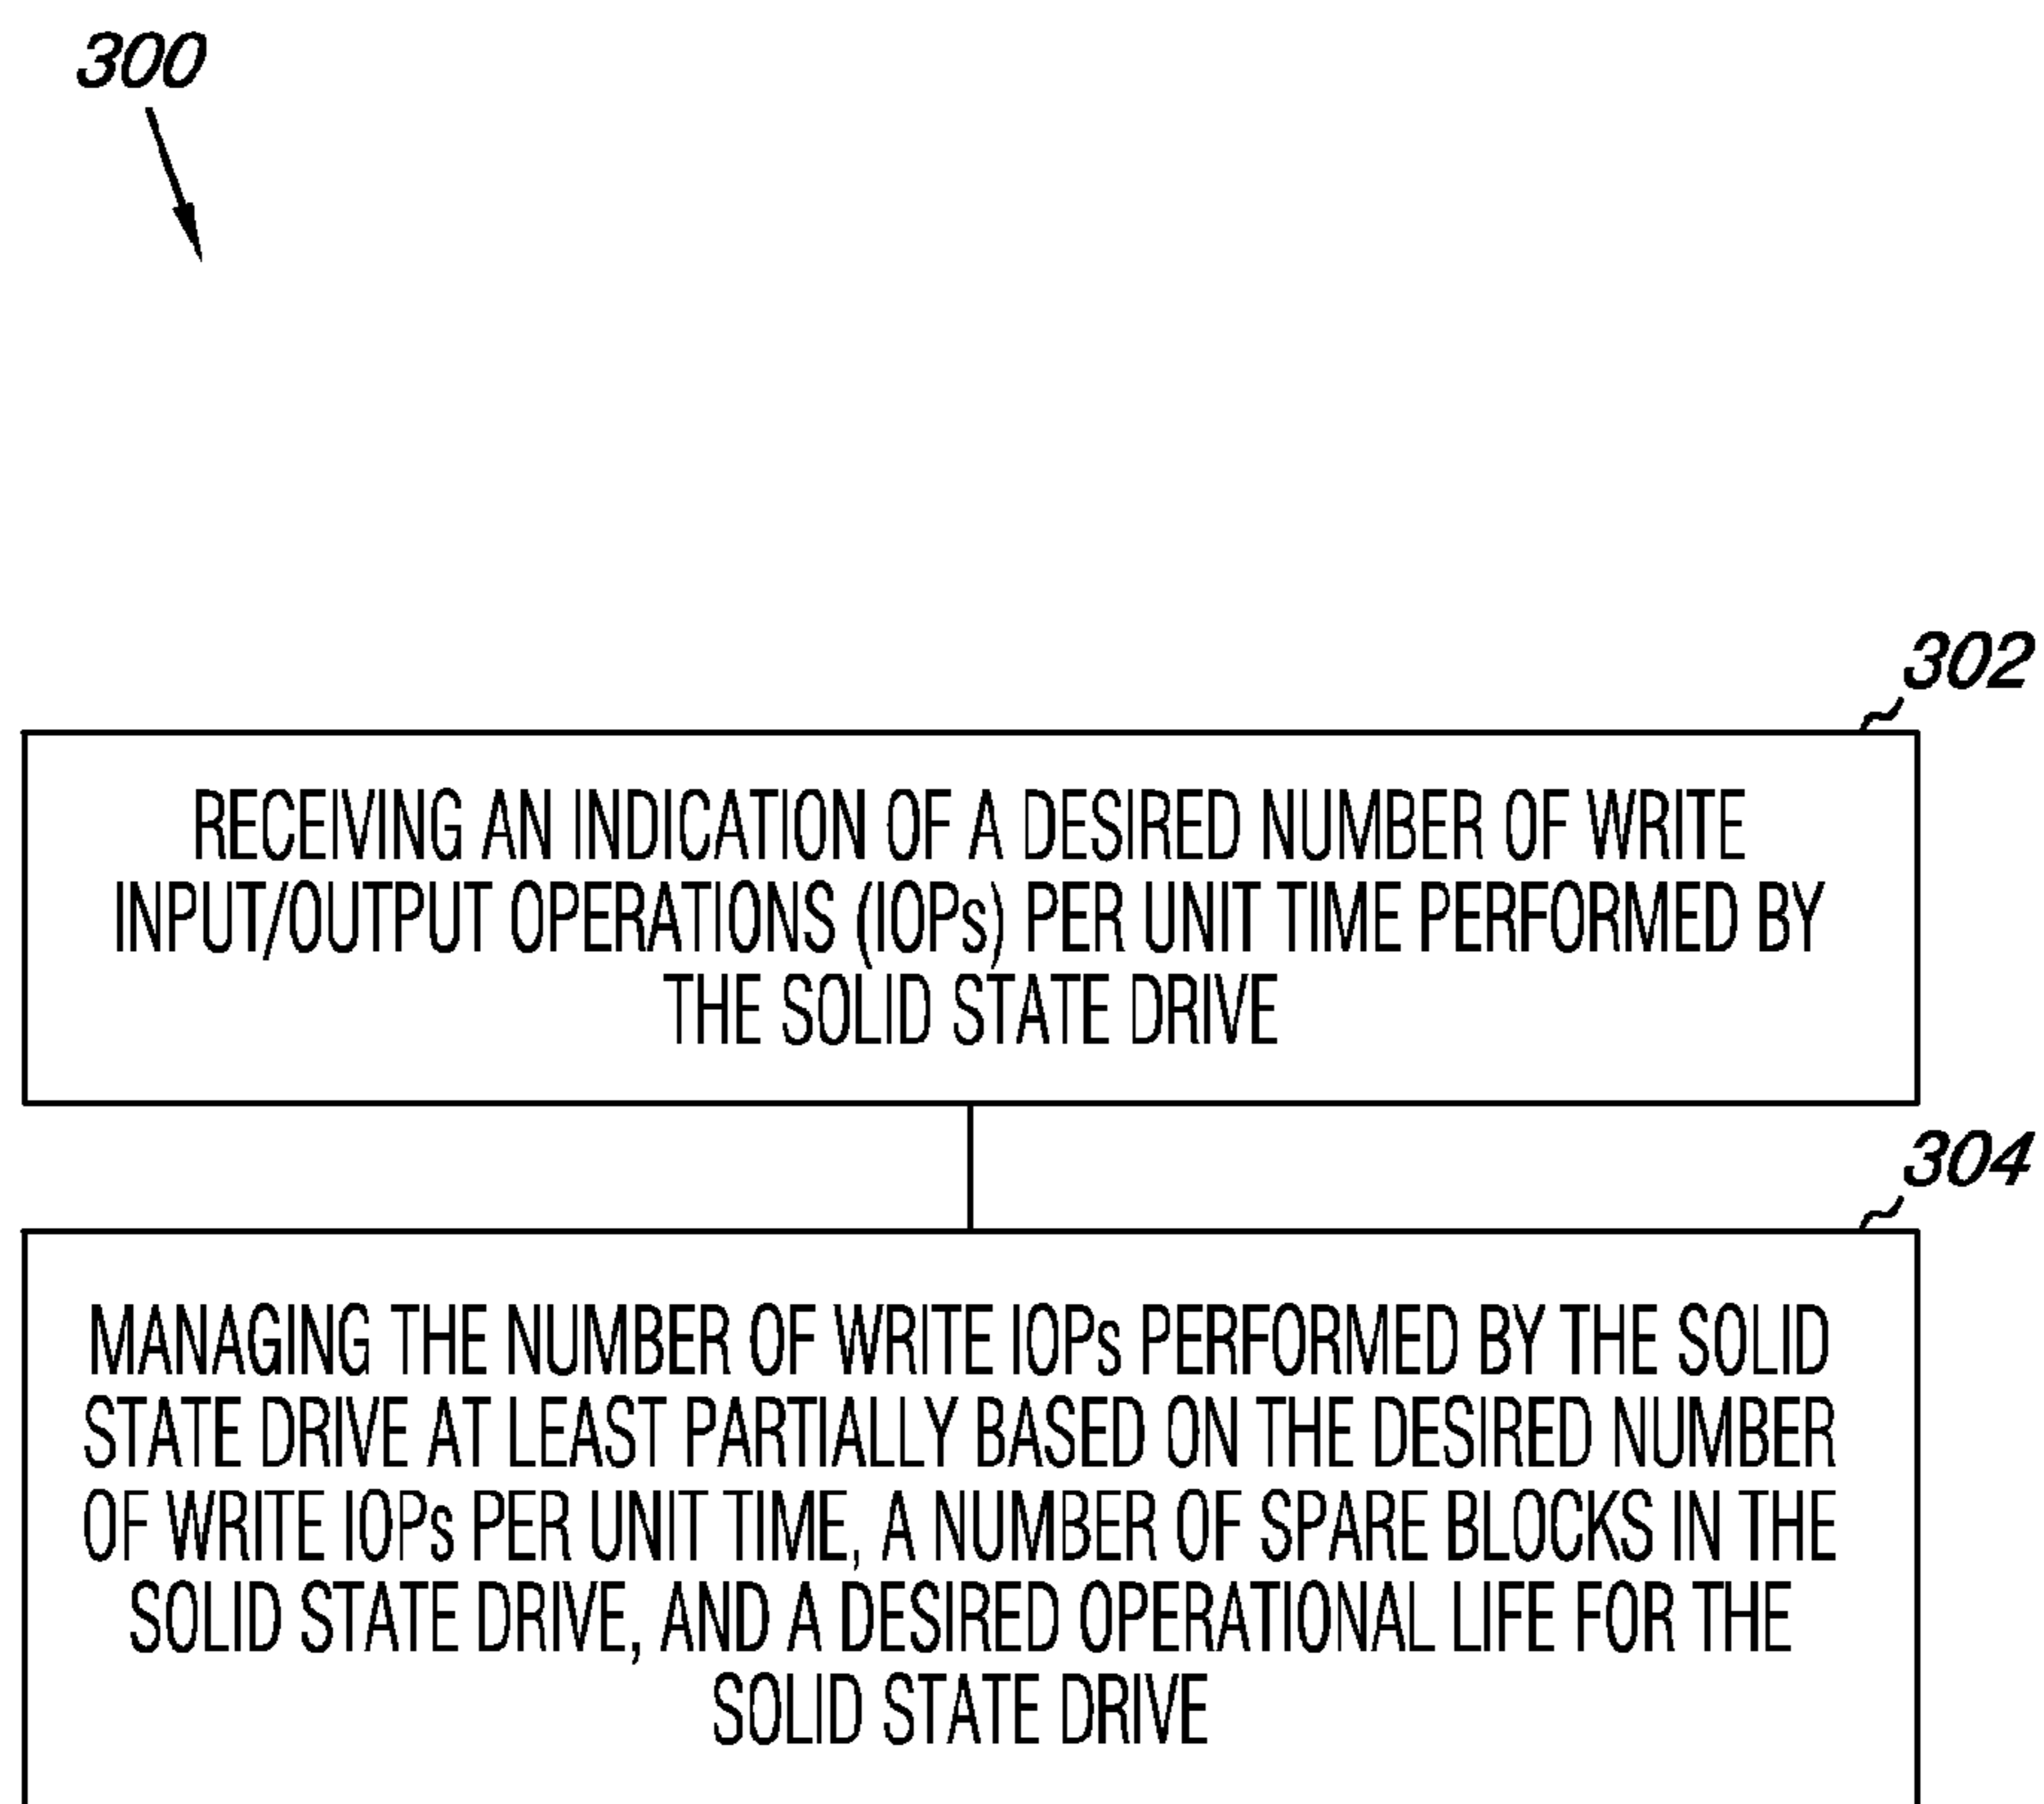 300
302
RECEIVING AN INDICATION OF A DESIRED NUMBER OF WRITE
INPUT/OUTPUT OPERATIONS (IOPs) PER UNIT TIME PERFORMED BY
THE SOLID STATE DRIVE
304
MANAGING THE NUMBER OF WRITE IOPs PERFORMED BY THE SOLID
STATE DRIVE AT LEAST PARTIALLY BASED ON THE DESIRED NUMBER
OF WRITE IOPs PER UNIT TIME, A NUMBER OF SPARE BLOCKS IN THE
SOLID STATE DRIVE, AND A DESIRED OPERATIONAL LIFE FOR THE
SOLID STATE DRIVE